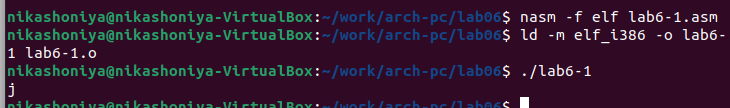 nikashoniya@nikashoniya-VirtualBox:~/work/arch-pc/lab06$ nasm -f elf lab6-1.asm
nikashoniya@nikashoniya-VirtualBox:~/work/arch-pc/lab06$ ld -m elf_i386 -o lab6-
1 lab6-1.o
nikashoniya@nikashoniya-VirtualBox:~/work/arch-pc/lab06$ ./lab6-1
j
nikashoniya@nikashoniya-VirtualBox:~/work/arch-pc/lab06$